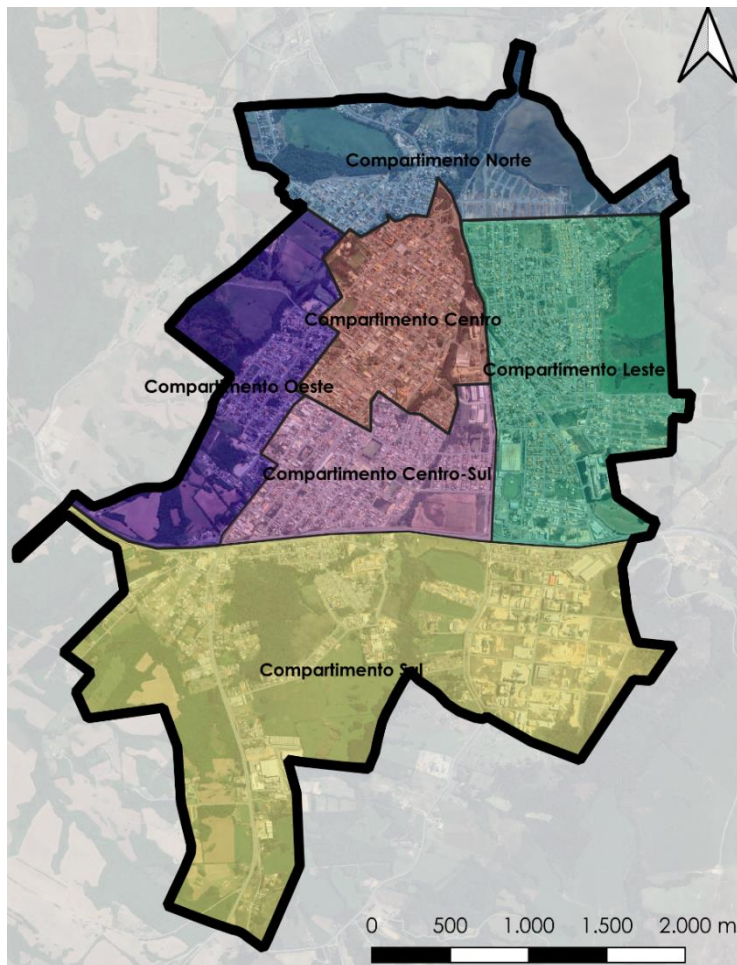 Compartimento Norte
Compartimento Centro
Compartimento Leste
Compartimento Oeste
Compartimento Centro-Sul
Compartimento Sul
0 500 1.000 1.500 2.000 m